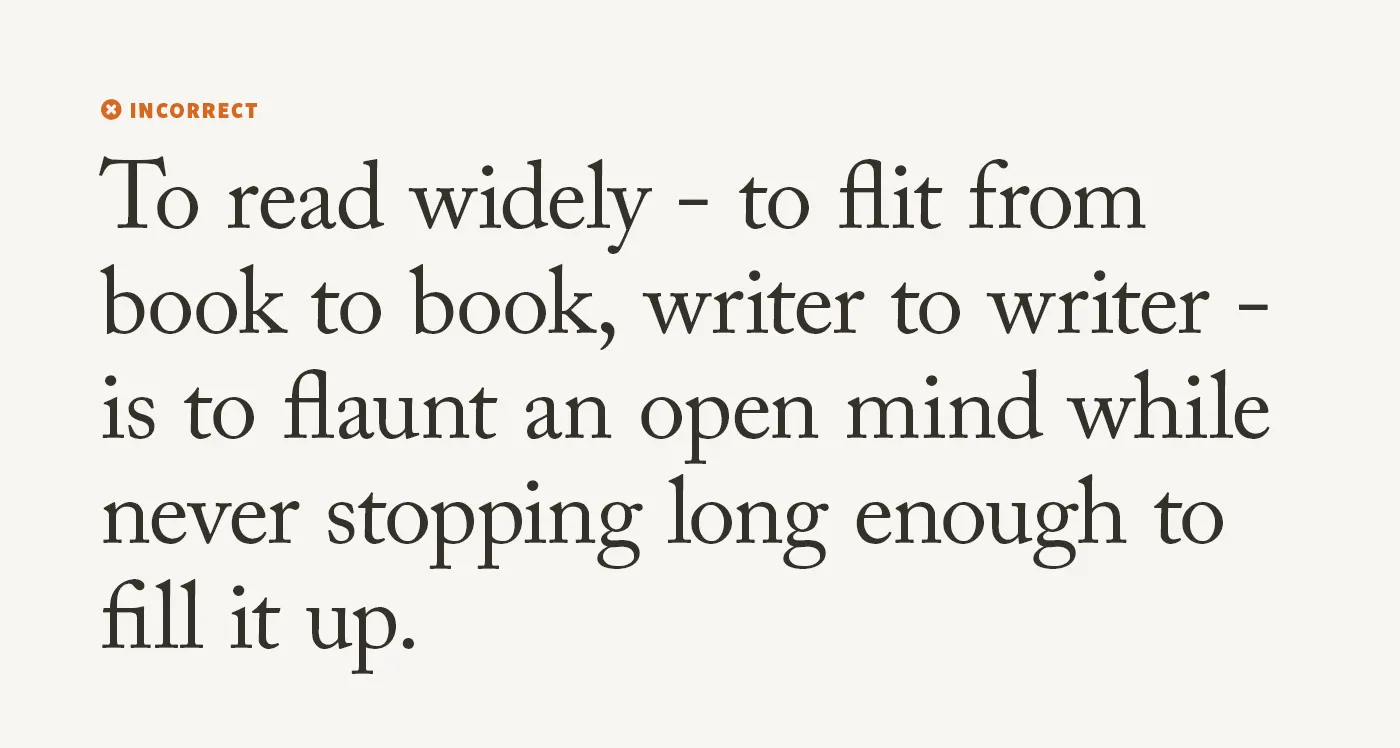 INCORRECT
To read widely - to flit from
book to book, writer to writer -
is to flaunt an open mind while
never stopping long enough to
fill it up.